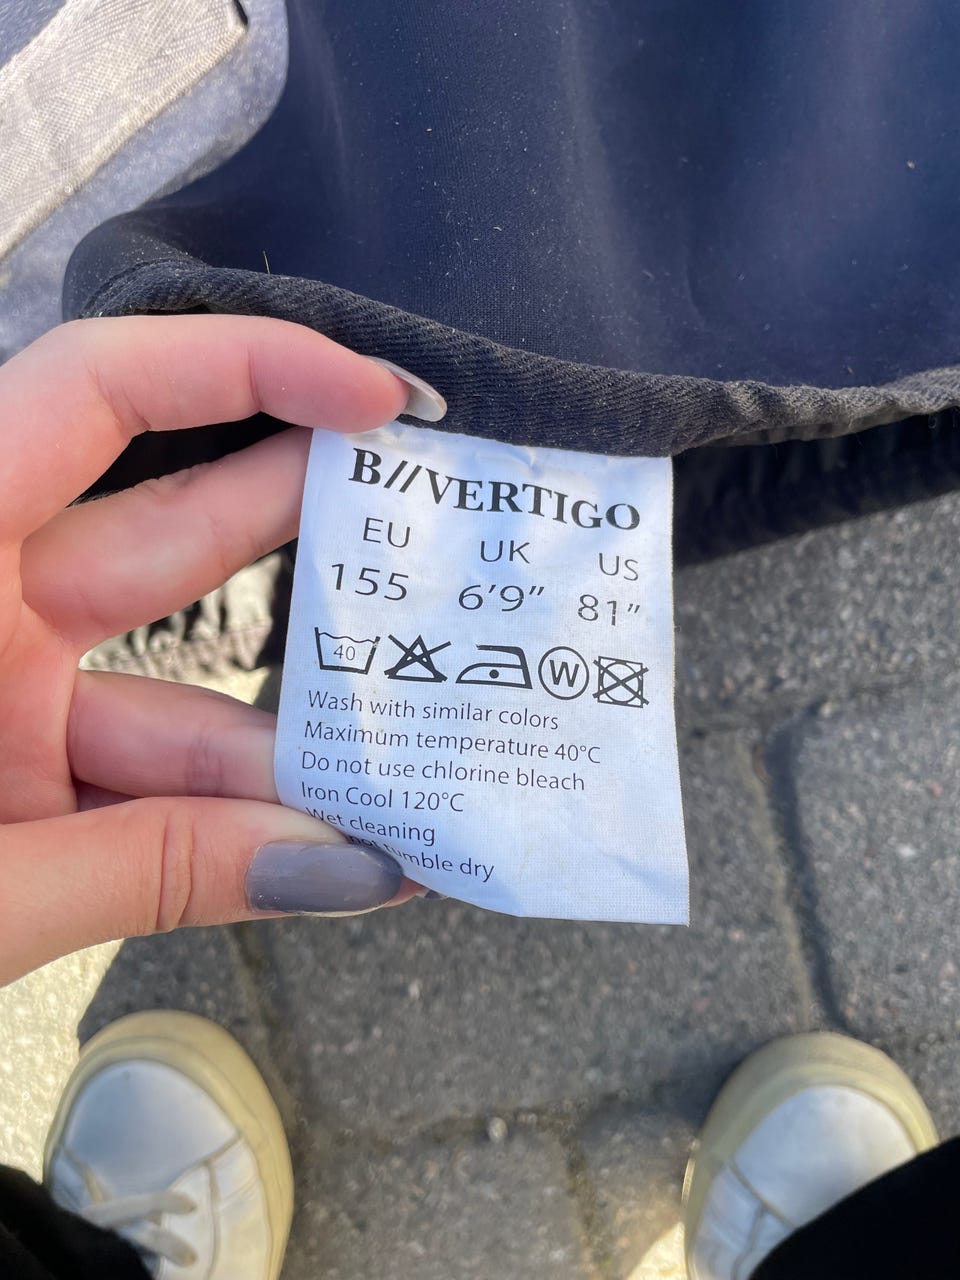 B//VERTIGO
EU UK US
155 6'9" 81"
40 W
Wash with similar colors
Maximum temperature 40°C
Do not use chlorine bleach
Iron Cool 120°C
Wet cleaning
not tumble dry